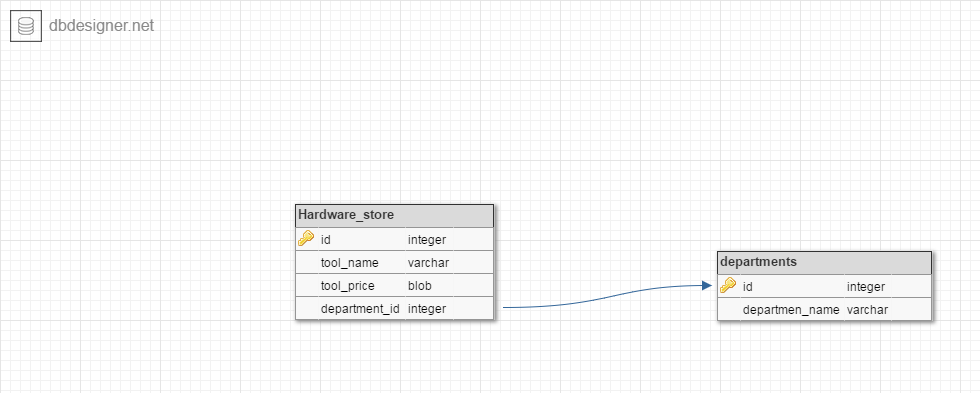 dbdesigner.net
Hardware_store
id integer
tool_name varchar
tool_price blob
department_id integer
departments
id integer
departmen_name varchar